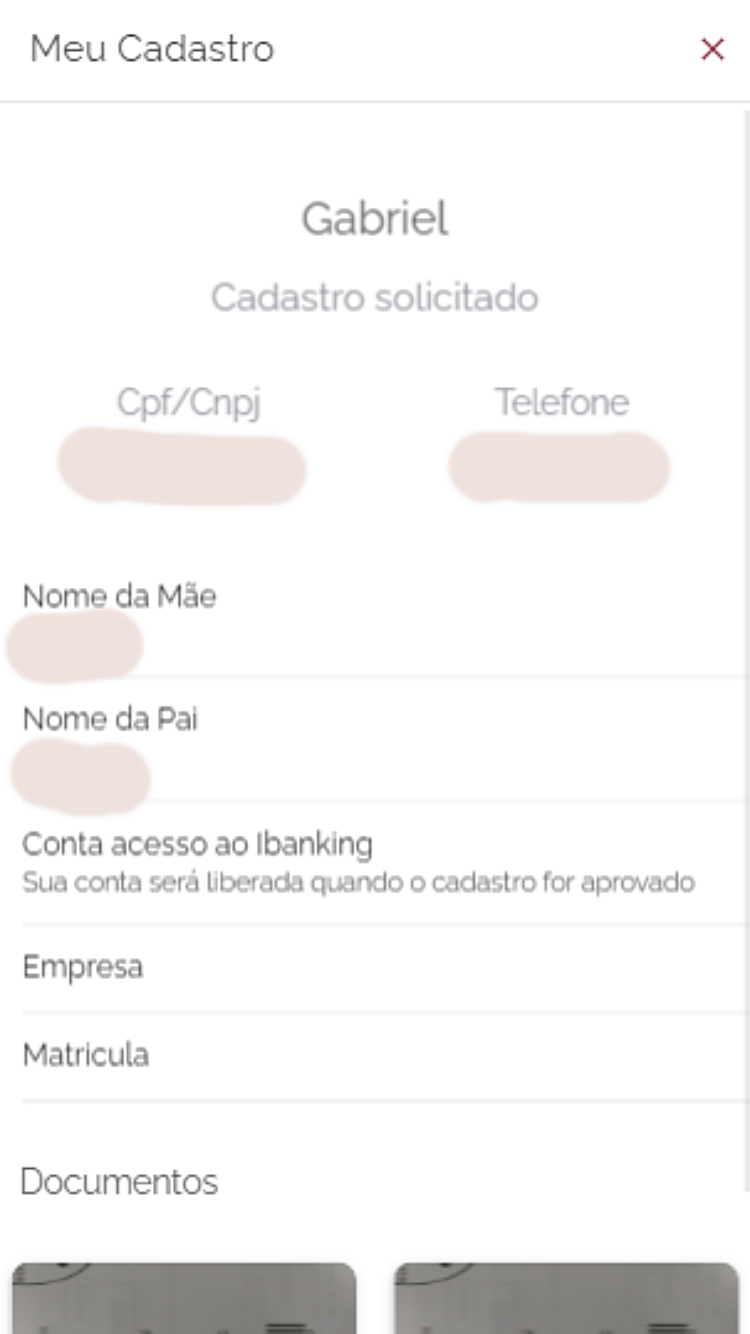 Meu Cadastro
Gabriel
Cadastro solicitado
Cpf/Cnpj
Telefone
Nome da Mãe
Nome da Pai
Conta acesso ao Ibanking
Sua conta será liberada quando o cadastro for aprovado
Empresa
Matricula
Documentos